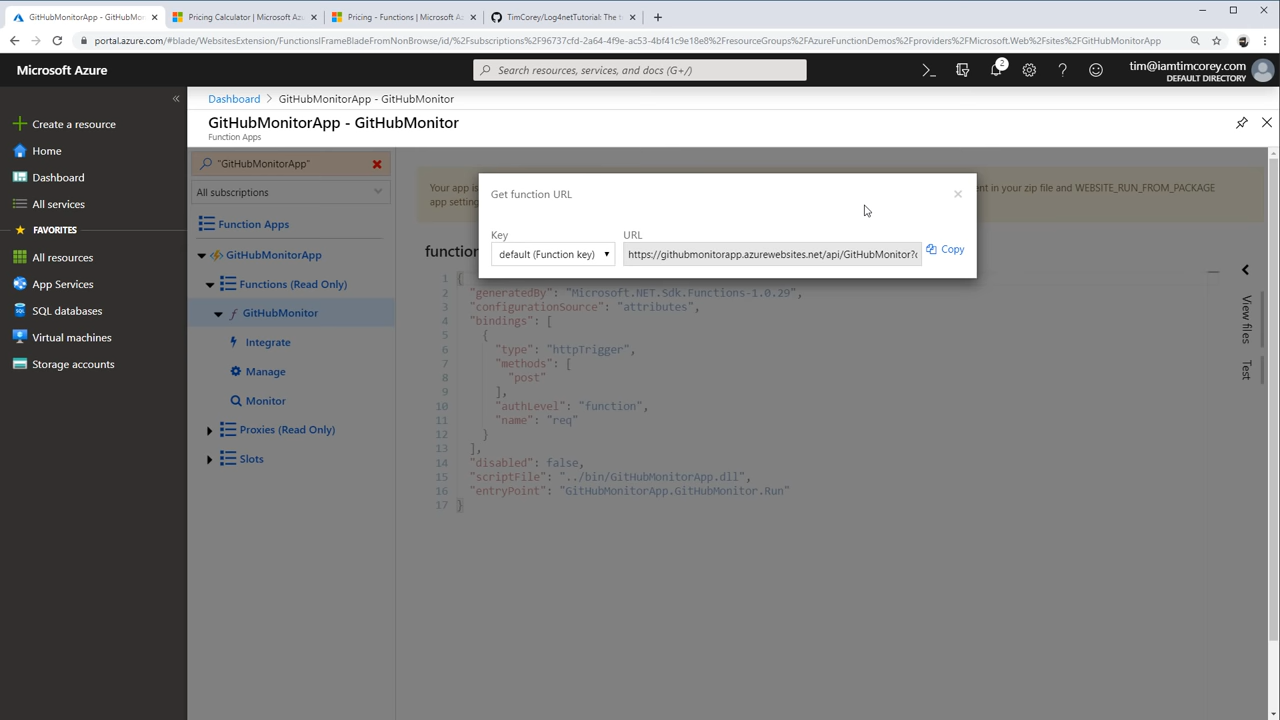 GitHubMonitorApp - GitHubMon
Pricing Calculator | Microsoft Azu
Pricing - Functions | Microsoft A
TimCorey/Log4netTutorial: The t
portal.azure.com/#blade/WebsitesExtension/FunctionsIFrameBladeFromNonBrowse/id/%2Fsubscriptions%2F96737cfd-2a64-4f9e-ac53-4bf41c9e18e8%2FresourceGroups%2FAzureFunctionDemos%2Fproviders%2FMicrosoft.Web%2Fsites%2FGitHubMonitorApp
Microsoft Azure
Search resources, services, and docs (G+/)
2
tim@iamtimcorey.com
DEFAULT DIRECTORY
Create a resource
Home
Dashboard
All services
FAVORITES
All resources
App Services
SQL databases
Virtual machines
Storage accounts
Dashboard > GitHubMonitorApp - GitHubMonitor
GitHubMonitorApp - GitHubMonitor
Function Apps
"GitHubMonitorApp"
All subscriptions
Function Apps
GitHubMonitorApp
Functions (Read Only)
GitHubMonitor
Integrate
Manage
Monitor
Proxies (Read Only)
Slots
Your app is
ent in your zip file and WEBSITE_RUN_FROM_PACKAGE
app setting
Get function URL
Key
URL
default (Function key)
https://githubmonitorapp.azurewebsites.net/api/GitHubMonitor?c
Copy
function
1 {
2 "generatedBy": "Microsoft.NET.Sdk.Functions-1.0.29",
3 "configurationSource": "attributes",
4 "bindings": [
5 {
6 "type": "httpTrigger",
7 "methods": [
8 "post"
9 ],
10 "authLevel": "function",
11 "name": "req"
12 }
13 ],
14 "disabled": false,
15 "scriptFile": "../bin/GitHubMonitorApp.dll",
16 "entryPoint": "GitHubMonitorApp.GitHubMonitor.Run"
17 }
View files
Test